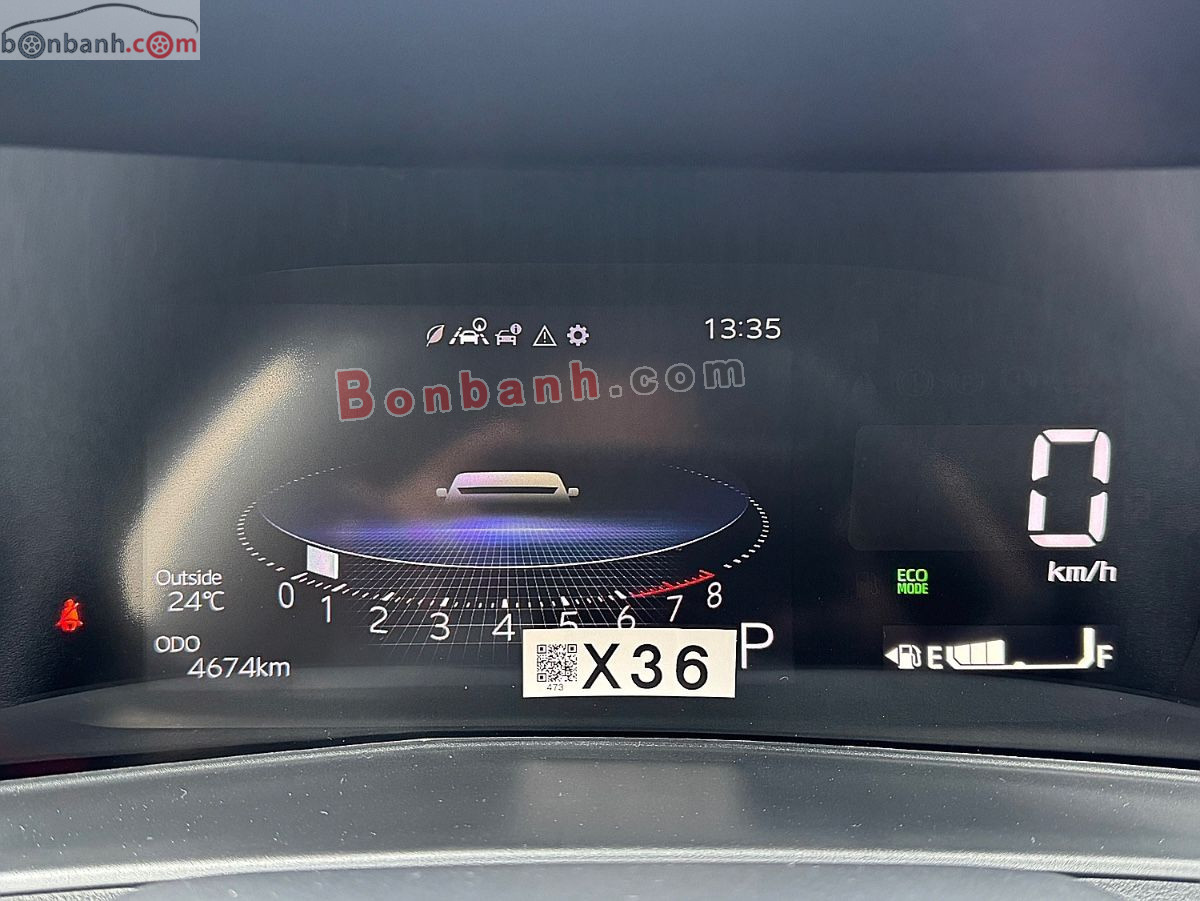 bonbanh.com
13:35
Bonbanh.com
0
km/h
Outside
24℃
ECO
MODE
0 1 2 3 4 5 6 7 8
ODO
4674km
473
X36
P
E F